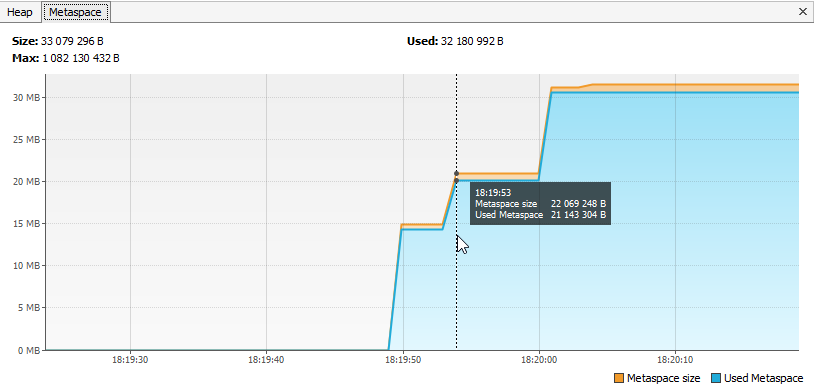 Heap Metaspace
Size: 33 079 296 B Used: 32 180 992 B
Max: 1 082 130 432 B
30 MB
25 MB
20 MB
15 MB
10 MB
5 MB
0 MB
18:19:53
Metaspace size 22 069 248 B
Used Metaspace 21 143 304 B
18:19:30 18:19:40 18:19:50 18:20:00 18:20:10
Metaspace size Used Metaspace